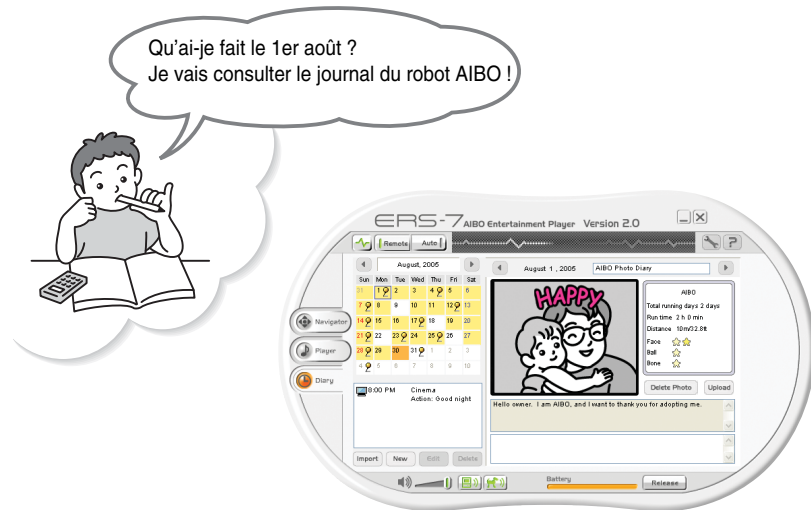 Qu'ai-je fait le 1er août ?
Je vais consulter le journal du robot AIBO !
ERS-7 AIBO Entertainment Player Version 2.0
Remote Auto
August, 2005
August 1 , 2005 AIBO Photo Diary
Sun Mon Tue Wed Thu Fri Sat
31 1 2 3 4 5 6
7 8 9 10 11 12 13
14 15 16 17 18 19 20
21 22 23 24 25 26 27
28 29 30 31 1 2 3
4 5 6 7 8 9 10
Navigator
Player
Diary
HAPPY
AIBO
Total running days 2 days
Run time 2 h 0 min
Distance 10m/32.8ft
Face
Ball
Bone
Delete Photo Upload
8:00 PM Cinema
Action: Good night
Hello owner. I am AIBO, and I want to thank you for adopting me.
Import New Edit Delete
Battery
Release